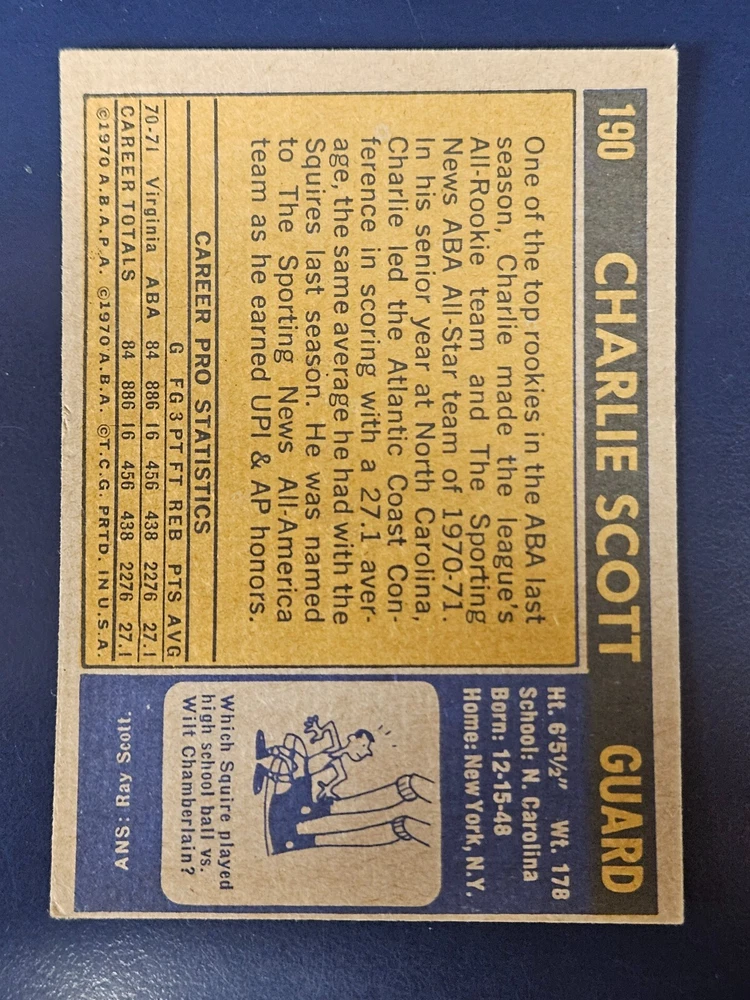 190 CHARLIE SCOTT GUARD
One of the top rookies in the ABA last
season, Charlie made the league's
All-Rookie team and The Sporting
News ABA All-Star team of 1970-71.
In his senior year at North Carolina,
Charlie led the Atlantic Coast Con-
ference in scoring with a 27.1 aver-
age, the same average he had with the
Squires last season. He was named
to The Sporting News All-America
team as he earned UPI & AP honors.
CAREER PRO STATISTICS
G FG 3PT FT REB PTS AVG
70-71 Virginia ABA 84 886 16 456 438 2276 27.1
CAREER TOTALS 84 886 16 456 438 2276 27.1
©1970 A.B.A.P.A. ©1970 A.B.A. ©T.C.G. PRTD. IN U.S.A.
Ht. 6'5½" Wt. 178
School: N. Carolina
Born: 12-15-48
Home: New York, N.Y.
Which Squire played
high school ball vs.
Wilt Chamberlain?
ANS: Ray Scott.